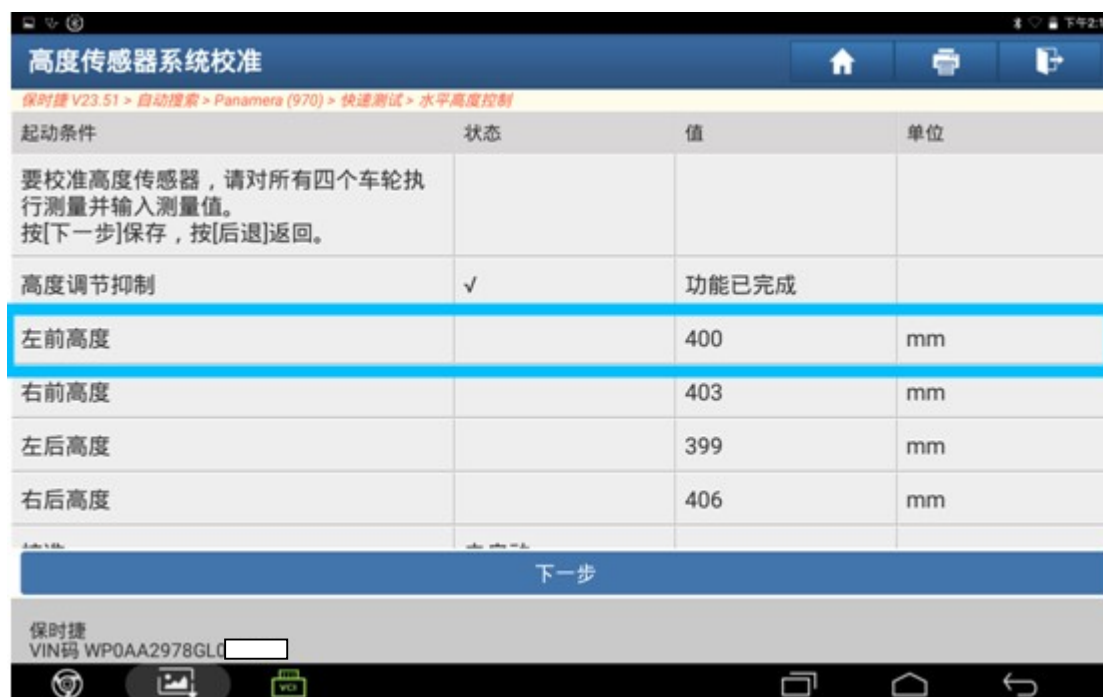 下午2:1
高度传感器系统校准
保时捷 V23.51 > 自动搜索 > Panamera (970) > 快速测试 > 水平高度控制
起动条件 状态 值 单位
要校准高度传感器，请对所有四个车轮执
行测量并输入测量值。
按[下一步]保存，按[后退]返回。
高度调节抑制 √ 功能已完成
左前高度 400 mm
右前高度 403 mm
左后高度 399 mm
右后高度 406 mm
下一步
保时捷
VIN码 WP0AA2978GL0
VCI